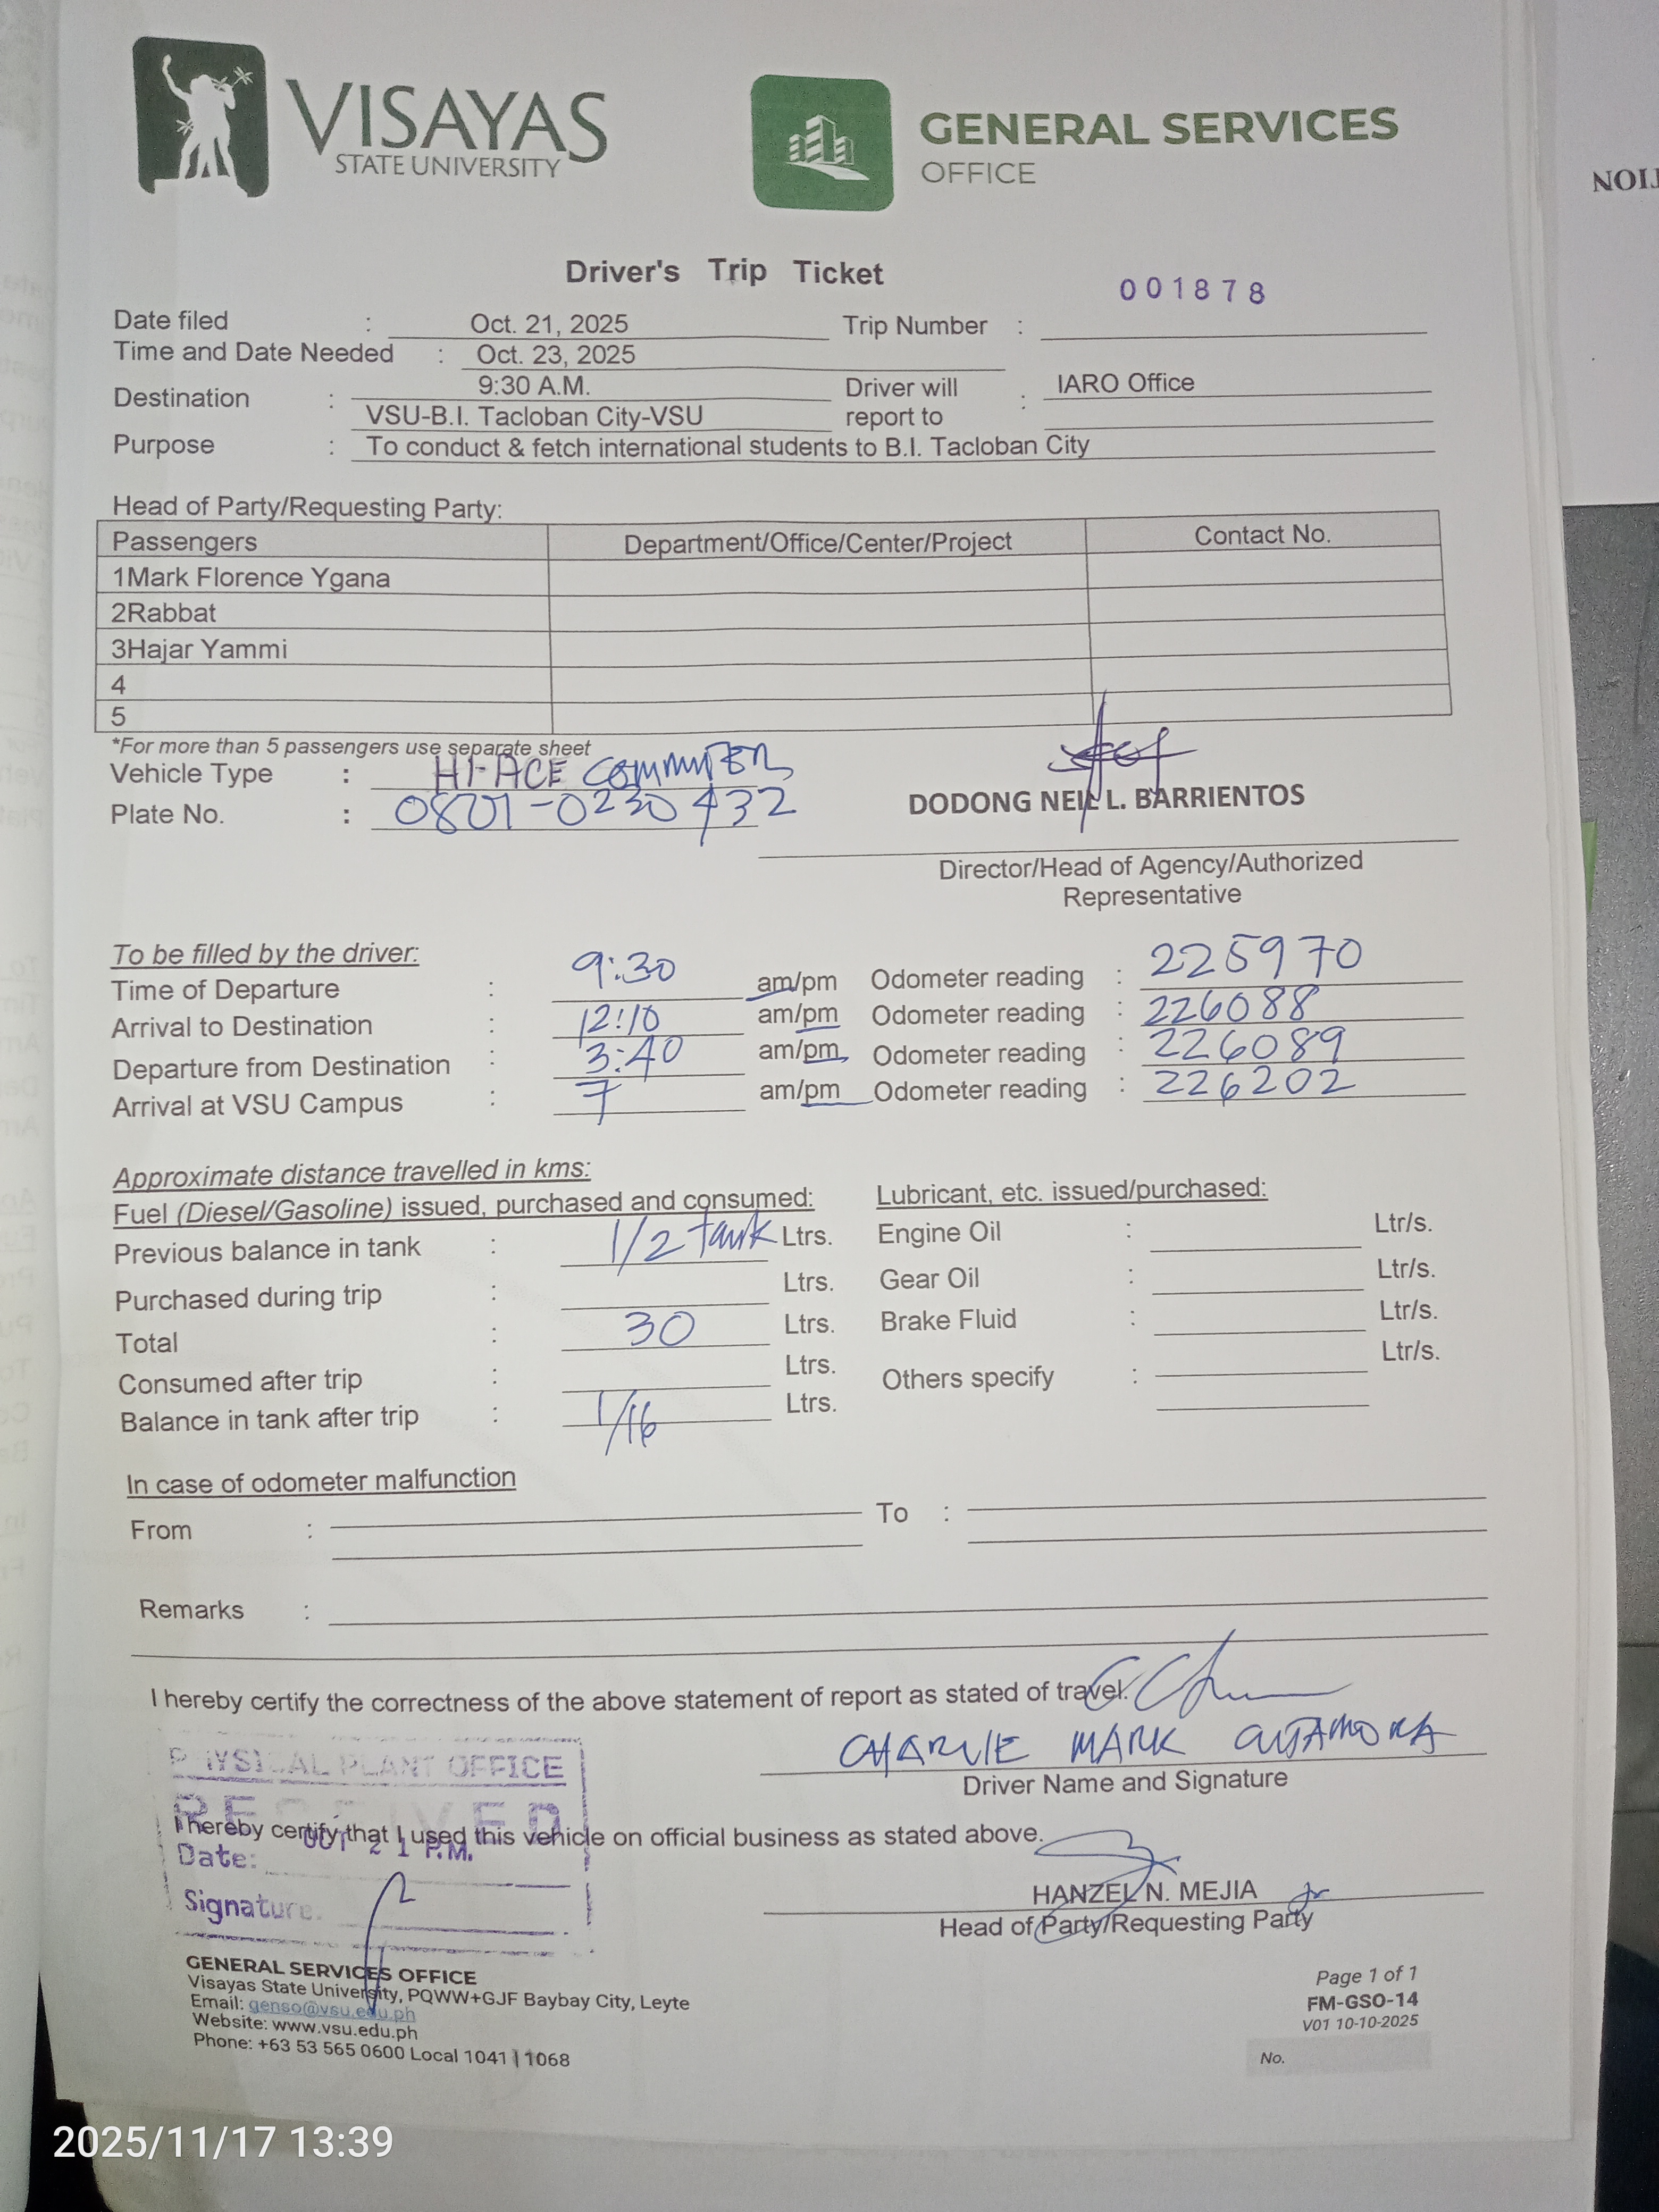 VISAYAS
STATE UNIVERSITY
GENERAL SERVICES
OFFICE
TION
Driver's Trip Ticket
001878
Date filed : Oct. 21, 2025 Trip Number :
Time and Date Needed : Oct. 23, 2025
9:30 A.M.
Destination : VSU-B.I. Tacloban City-VSU
Driver will report to : IARO Office
Purpose : To conduct & fetch international students to B.I. Tacloban City
Head of Party/Requesting Party:
Passengers Department/Office/Center/Project Contact No.
1Mark Florence Ygana
2Rabbat
3Hajar Yammi
4
5
*For more than 5 passengers use separate sheet
Vehicle Type : HI-ACE COMMUTER
Plate No. : 0801-0230432
DODONG NEIL L. BARRIENTOS
Director/Head of Agency/Authorized
Representative
To be filled by the driver:
Time of Departure : 9:30 am/pm Odometer reading : 225970
Arrival to Destination : 12:10 am/pm Odometer reading : 226088
Departure from Destination : 3:40 am/pm Odometer reading : 226089
Arrival at VSU Campus : 7 am/pm Odometer reading : 226202
Approximate distance travelled in kms:
Fuel (Diesel/Gasoline) issued, purchased and consumed: Lubricant, etc. issued/purchased:
Previous balance in tank : 1/2 tank Ltrs. Engine Oil : Ltr/s.
Purchased during trip : Ltrs. Gear Oil : Ltr/s.
Total : 30 Ltrs. Brake Fluid : Ltr/s.
Consumed after trip : Ltrs. Others specify : Ltr/s.
Balance in tank after trip : 1/16 Ltrs.
In case of odometer malfunction
From : To :
Remarks :
I hereby certify the correctness of the above statement of report as stated of travel.
CHARLIE MARK
Driver Name and Signature
PHYSICAL PLANT OFFICE
RECEIVED
I hereby certify that I used this vehicle on official business as stated above.
Date: OCT 21 P.M.
Signature.
HANZEL N. MEJIA
Head of Party/Requesting Party
GENERAL SERVICES OFFICE
Visayas State University, PQWW+GJF Baybay City, Leyte
Email: genso@vsu.edu.ph
Website: www.vsu.edu.ph
Phone: +63 53 565 0600 Local 1041 | 1068
Page 1 of 1
FM-GSO-14
V01 10-10-2025
No.
2025/11/17 13:39